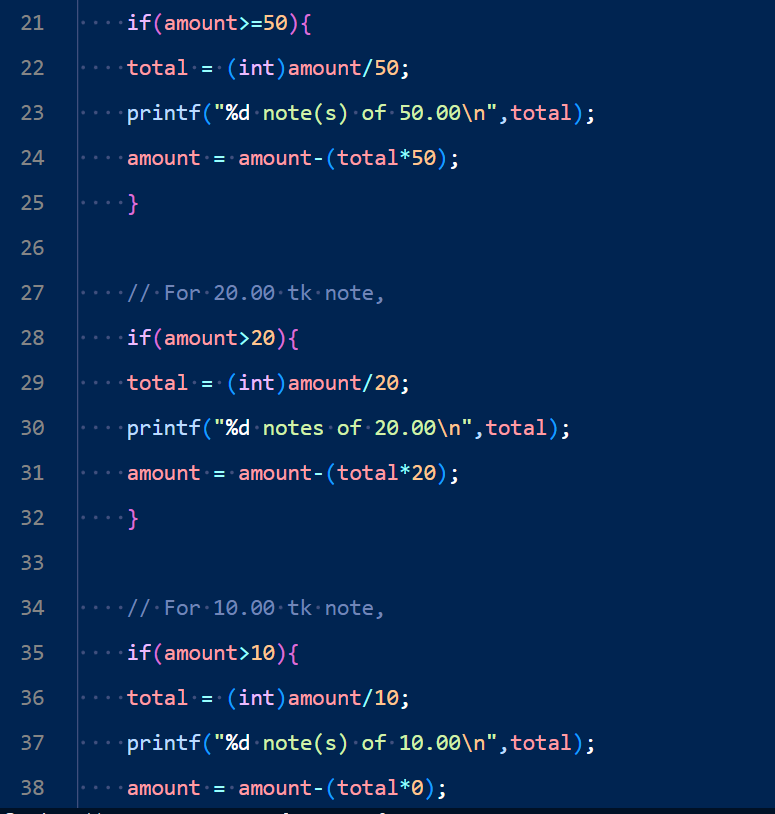 21 if(amount>=50){
22 total = (int)amount/50;
23 printf("%d note(s) of 50.00\n",total);
24 amount = amount-(total*50);
25 }
26
27 // For 20.00 tk note,
28 if(amount>20){
29 total = (int)amount/20;
30 printf("%d notes of 20.00\n",total);
31 amount = amount-(total*20);
32 }
33
34 // For 10.00 tk note,
35 if(amount>10){
36 total = (int)amount/10;
37 printf("%d note(s) of 10.00\n",total);
38 amount = amount-(total*0);